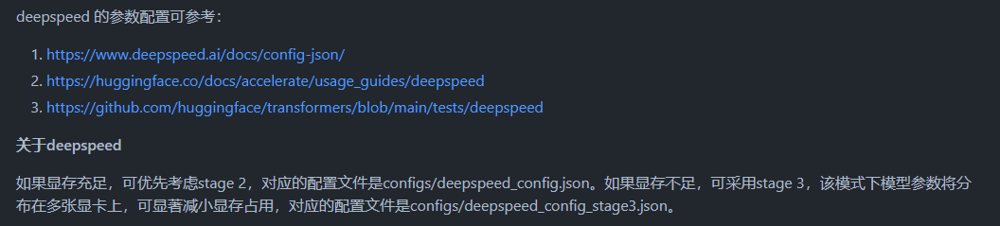 deepspeed 的参数配置可参考：
1. https://www.deepspeed.ai/docs/config-json/
2. https://huggingface.co/docs/accelerate/usage_guides/deepspeed
3. https://github.com/huggingface/transformers/blob/main/tests/deepspeed
关于deepspeed
如果显存充足，可优先考虑stage 2，对应的配置文件是configs/deepspeed_config.json。如果显存不足，可采用stage 3，该模式下模型参数将分
布在多张显卡上，可显著减小显存占用，对应的配置文件是configs/deepspeed_config_stage3.json。